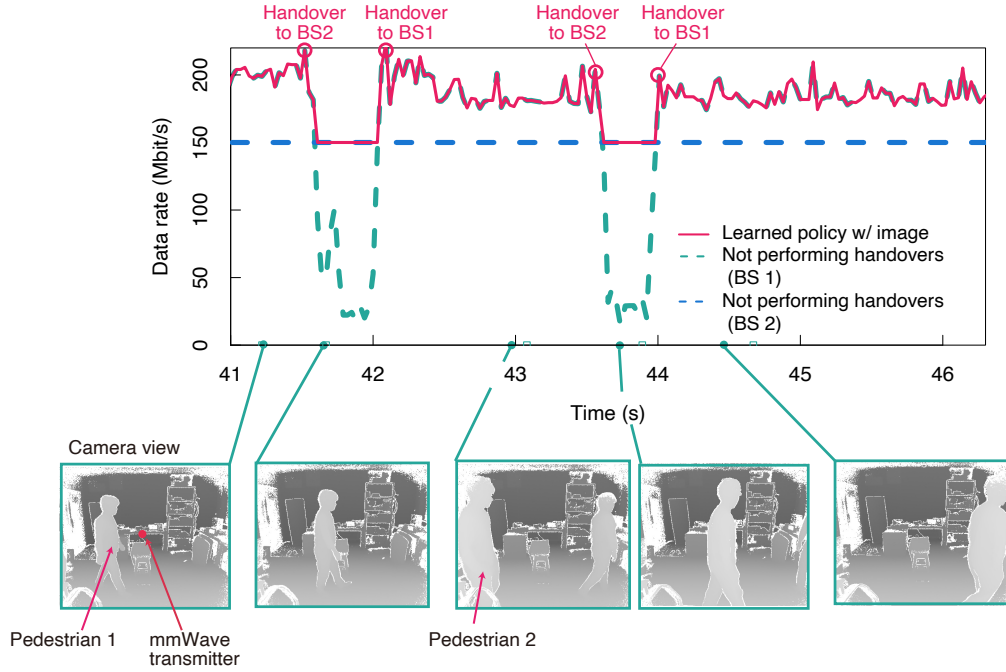 Handover
to BS2
Handover
to BS1
Handover
to BS2
Handover
to BS1
Data rate (Mbit/s)
200
150
100
50
0
Learned policy w/ image
Not performing handovers
(BS 1)
Not performing handovers
(BS 2)
41
42
43
44
45
46
Time (s)
Camera view
Pedestrian 1
mmWave
transmitter
Pedestrian 2